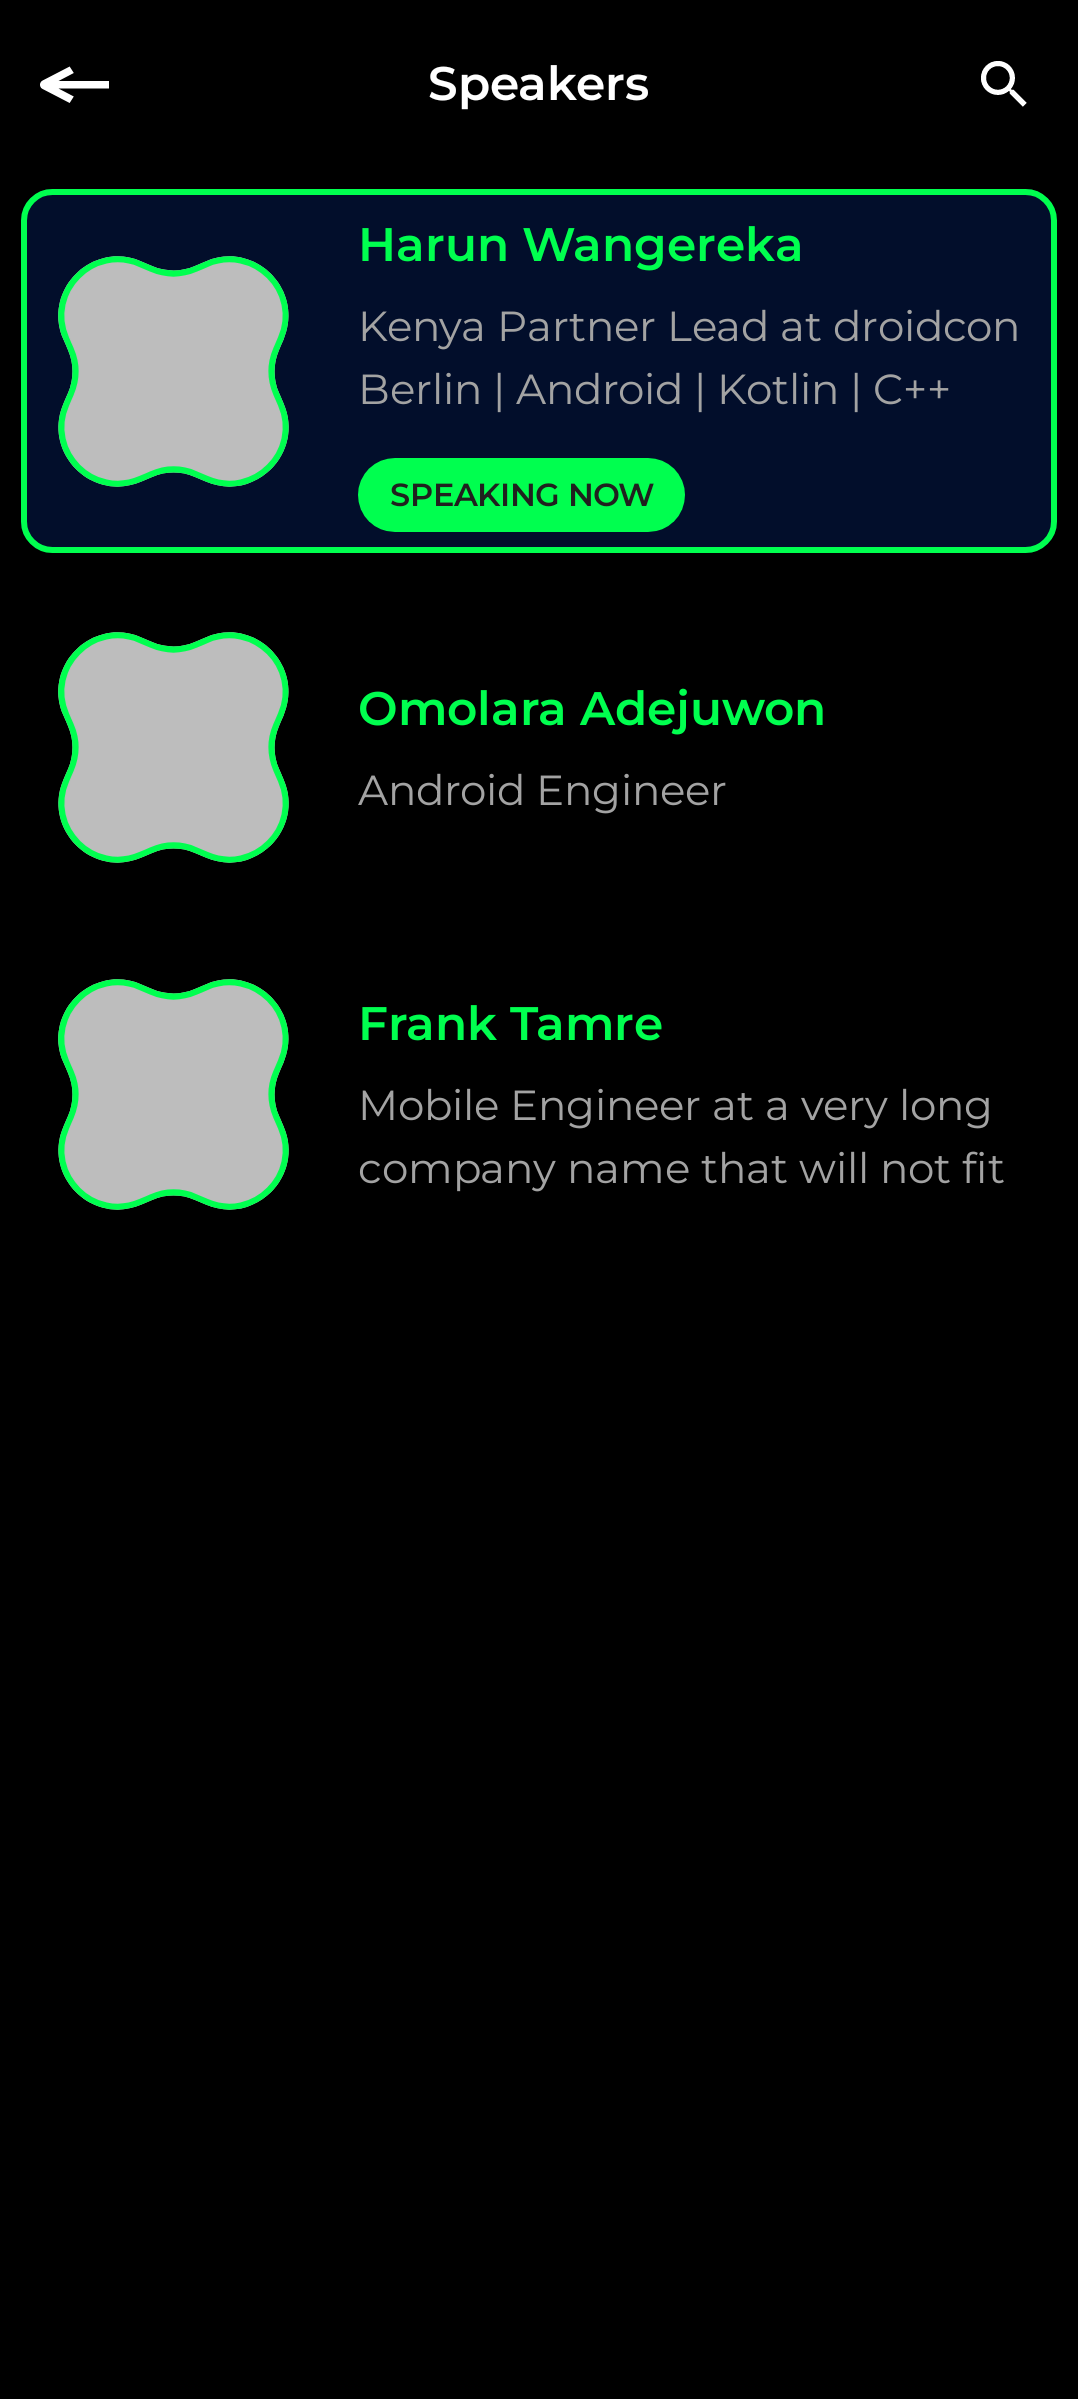 Speakers
Harun Wangereka
Kenya Partner Lead at droidcon
Berlin | Android | Kotlin | C++
SPEAKING NOW
Omolara Adejuwon
Android Engineer
Frank Tamre
Mobile Engineer at a very long
company name that will not fit